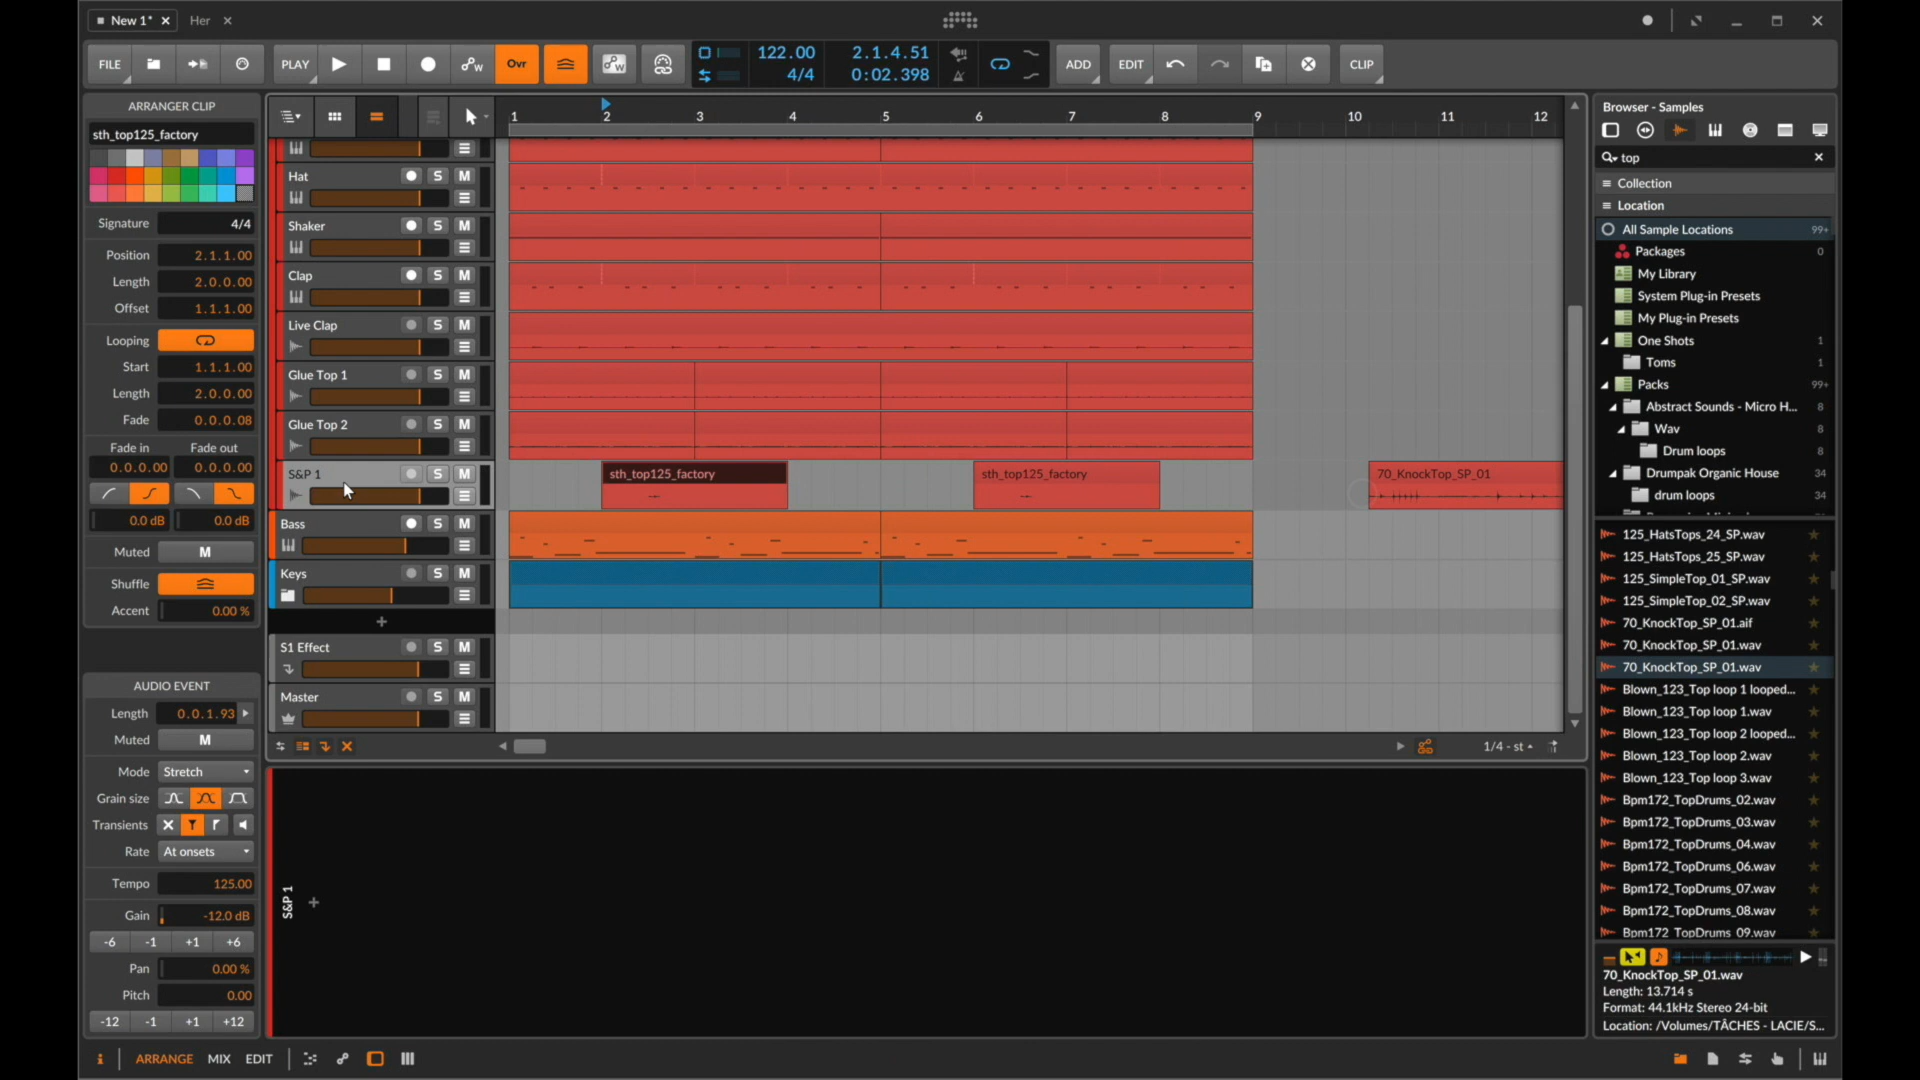 New 1*
Her
FILE
PLAY
Ovr
122.00
4/4
2.1.4.51
0:02.398
ADD
EDIT
CLIP
ARRANGER CLIP
sth_top125_factory
Signature 4/4
Position 2.1.1.00
Length 2.0.0.00
Offset 1.1.1.00
Looping
Start 1.1.1.00
Length 2.0.0.00
Fade 0.0.0.08
Fade in Fade out
0.0.0.00 0.0.0.00
0.0 dB 0.0 dB
Muted M
Shuffle
Accent 0.00 %
AUDIO EVENT
Length 0.0.1.93
Muted M
Mode Stretch
Grain size
Transients
Rate At onsets
Tempo 125.00
Gain -12.0 dB
-6 -1 +1 +6
Pan 0.00 %
Pitch 0.00
-12 -1 +1 +12
1 2 3 4 5 6 7 8 9 10 11 12
Hat S M
Shaker S M
Clap S M
Live Clap S M
Glue Top 1 S M
Glue Top 2 S M
S&P 1 S M
sth_top125_factory
sth_top125_factory
70_KnockTop_SP_01
Bass S M
Keys S M
+
S1 Effect S M
Master S M
1/4 - st
S&P 1
+
Browser - Samples
top
Collection
Location
All Sample Locations 99+
Packages 0
My Library
System Plug-in Presets
My Plug-in Presets
One Shots 1
Toms 1
Packs 99+
Abstract Sounds - Micro H... 8
Wav 8
Drum loops 8
Drumpak Organic House 34
drum loops 34
125_HatsTops_24_SP.wav
125_HatsTops_25_SP.wav
125_SimpleTop_01_SP.wav
125_SimpleTop_02_SP.wav
70_KnockTop_SP_01.aif
70_KnockTop_SP_01.wav
70_KnockTop_SP_01.wav
Blown_123_Top loop 1 looped...
Blown_123_Top loop 1.wav
Blown_123_Top loop 2 looped...
Blown_123_Top loop 2.wav
Blown_123_Top loop 3.wav
Bpm172_TopDrums_02.wav
Bpm172_TopDrums_03.wav
Bpm172_TopDrums_04.wav
Bpm172_TopDrums_06.wav
Bpm172_TopDrums_07.wav
Bpm172_TopDrums_08.wav
Bpm172_TopDrums_09.wav
70_KnockTop_SP_01.wav
Length: 13.714 s
Format: 44.1kHz Stereo 24-bit
Location: /Volumes/TÂCHES - LACIE/S...
i ARRANGE MIX EDIT